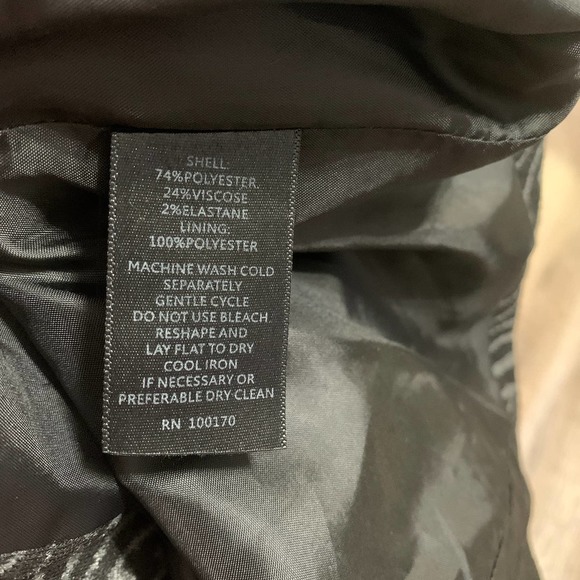 SHELL:
74%POLYESTER.
24%VISCOSE
2%ELASTANE
LINING:
100%POLYESTER
MACHINE WASH COLD
SEPARATELY
GENTLE CYCLE
DO NOT USE BLEACH
RESHAPE AND
LAY FLAT TO DRY
COOL IRON
IF NECESSARY OR
PREFERABLE DRY CLEAN
RN 100170